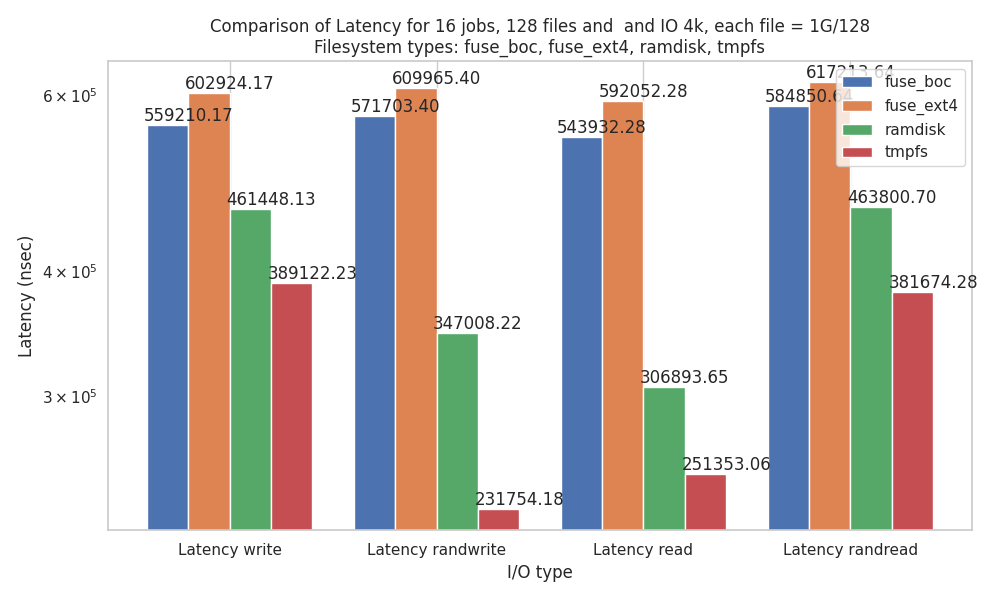 Comparison of Latency for 16 jobs, 128 files and  and IO 4k, each file = 1G/128
Filesystem types: fuse_boc, fuse_ext4, ramdisk, tmpfs
Latency (nsec)
6 × 10⁵
4 × 10⁵
3 × 10⁵
559210.17
602924.17
461448.13
389122.23
571703.40
609965.40
347008.22
231754.18
543932.28
592052.28
306893.65
251353.06
584850.64
617213.64
463800.70
381674.28
fuse_boc
fuse_ext4
ramdisk
tmpfs
Latency write
Latency randwrite
Latency read
Latency randread
I/O type